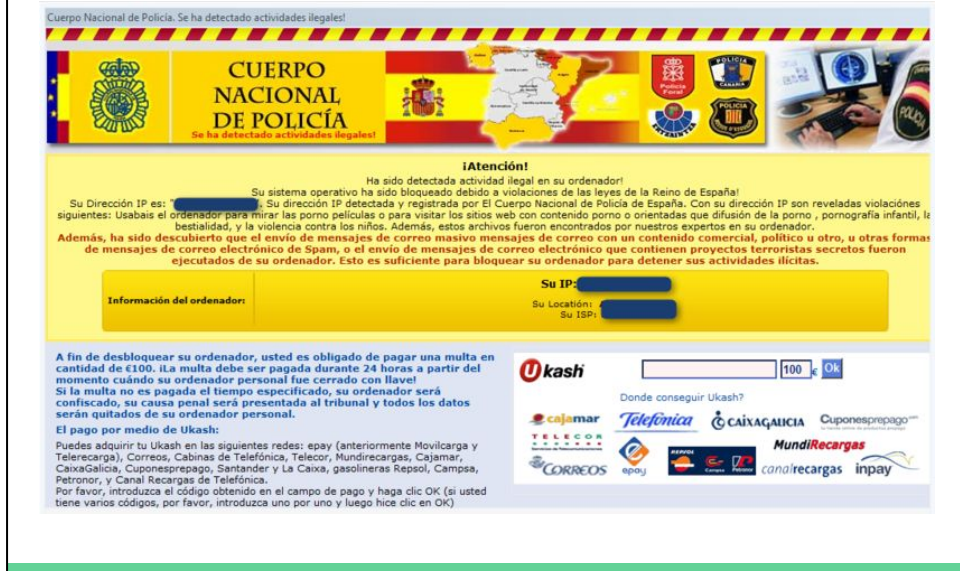 Cuerpo Nacional de Policía. Se ha detectado actividades ilegales!
CUERPO
NACIONAL
DE POLICÍA
Se ha detectado actividades ilegales!
Policía
Foral
POLICIA
CANARIA
ERTZAINTZA
POLICIA
¡Atención!
Ha sido detectada actividad ilegal en su ordenador!
Su sistema operativo ha sido bloqueado debido a violaciones de las leyes de la Reino de España!
Su Dirección IP es: " ". Su dirección IP detectada y registrada por El Cuerpo Nacional de Policía de España. Con su dirección IP son reveladas violaciónes
siguientes: Usabais el ordenador para mirar las porno películas o para visitar los sitios web con contenido porno o orientadas que difusión de la porno , pornografía infantil, la
bestialidad, y la violencia contra los niños. Además, estos archivos fueron encontrados por nuestros expertos en su ordenador.
Además, ha sido descubierto que el envío de mensajes de correo masivo mensajes de correo con un contenido comercial, político u otro, u otras formas
de mensajes de correo electrónico de Spam, o el envío de mensajes de correo electrónico que contienen proyectos terroristas secretos fueron
ejecutados de su ordenador. Esto es suficiente para bloquear su ordenador para detener sus actividades ilícitas.
Información del ordenador:
Su IP:
Su Locatión:
Su ISP:
A fin de desbloquear su ordenador, usted es obligado de pagar una multa en
cantidad de €100. ¡La multa debe ser pagada durante 24 horas a partir del
momento cuándo su ordenador personal fue cerrado con llave!
Si la multa no es pagada el tiempo especificado, su ordenador será
confiscado, su causa penal será presentada al tribunal y todos los datos
serán quitados de su ordenador personal.
El pago por medio de Ukash:
Puedes adquirir tu Ukash en las siguientes redes: epay (anteriormente Movilcarga y
Telerecarga), Correos, Cabinas de Telefónica, Telecor, Mundirecargas, Cajamar,
CaixaGalicia, Cuponesprepago, Santander y La Caixa, gasolineras Repsol, Campsa,
Petronor, y Canal Recargas de Telefónica.
Por favor, introduzca el código obtenido en el campo de pago y haga clic OK (si usted
tiene varios códigos, por favor, introduzca uno por uno y luego hice clic en OK)
Ukash
100 € Ok
Donde conseguir Ukash?
cajamar Telefónica CAIXAGALICIA Cuponesprepago
TELECOR
MundiRecargas
CORREOS epay REPSOL Campsa Petronor canalrecargas inpay